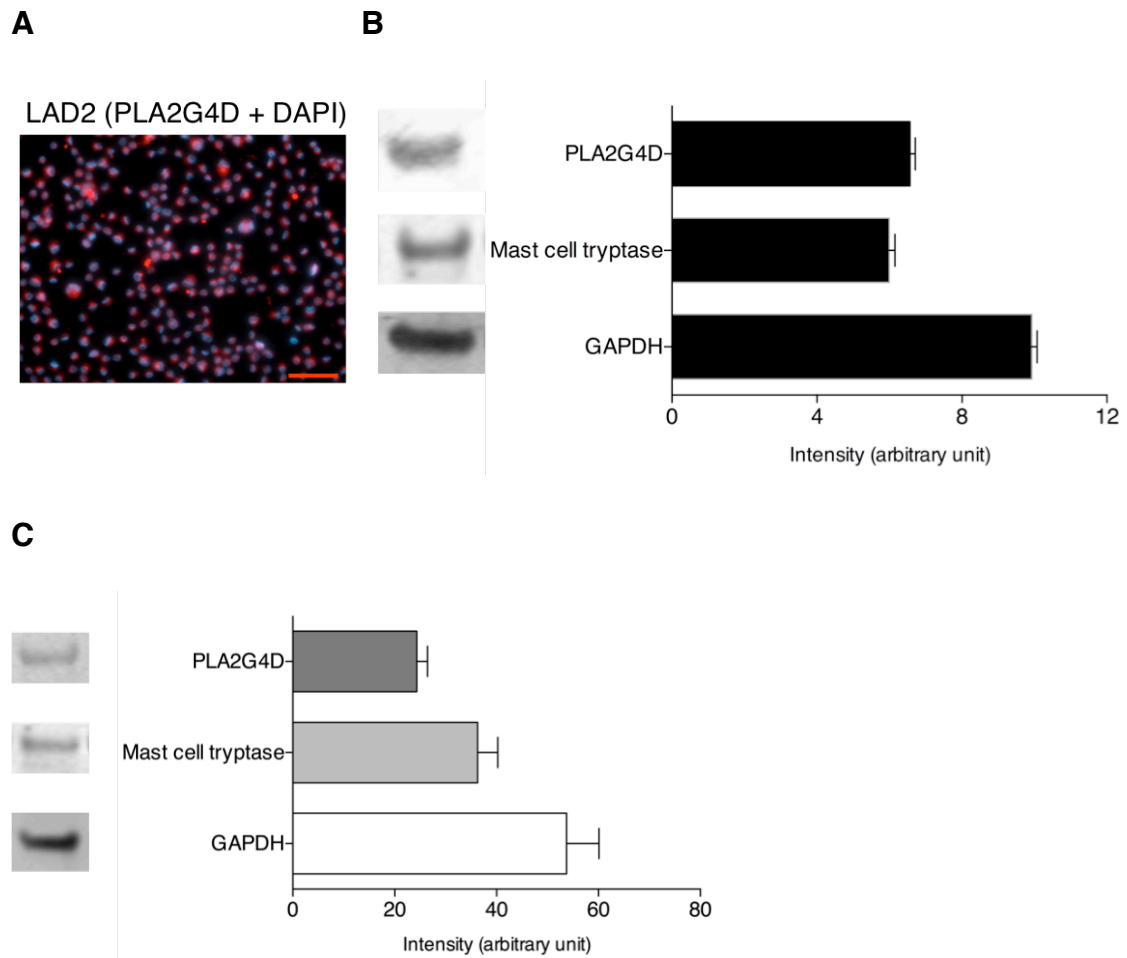 A
B
LAD2 (PLA2G4D + DAPI)
PLA2G4D
Mast cell tryptase
GAPDH
0 4 8 12
Intensity (arbitrary unit)
C
PLA2G4D
Mast cell tryptase
GAPDH
0 20 40 60 80
Intensity (arbitrary unit)